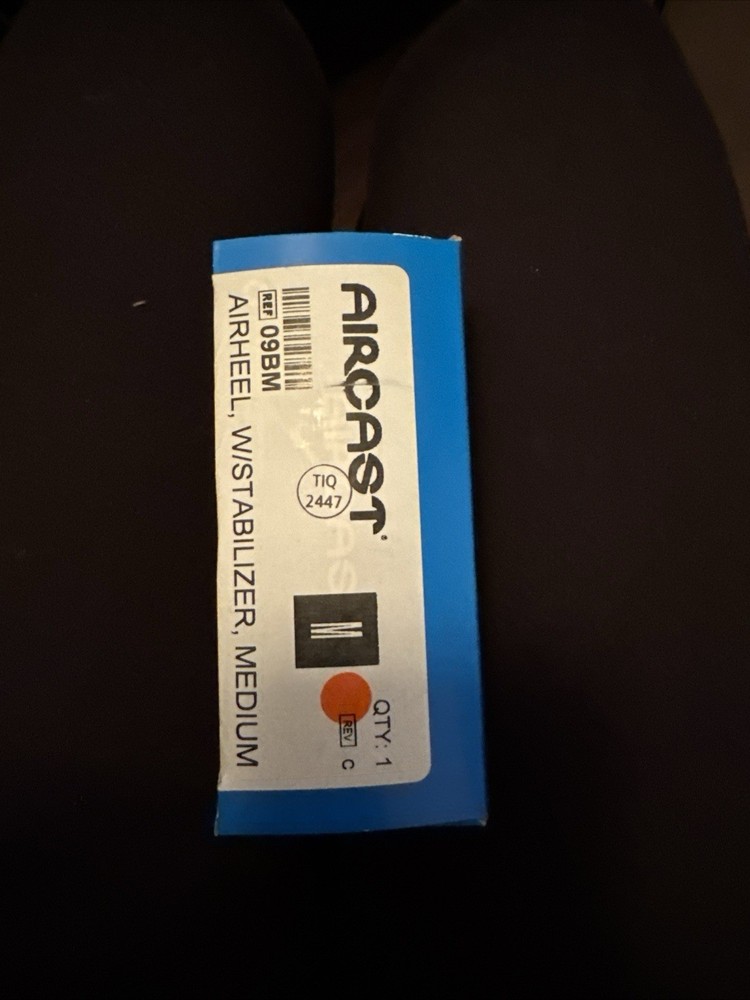 AIRCAST®
QTY: 1
TIQ
2447
M
REV C
REF 09BM
AIRHEEL, W/STABILIZER, MEDIUM